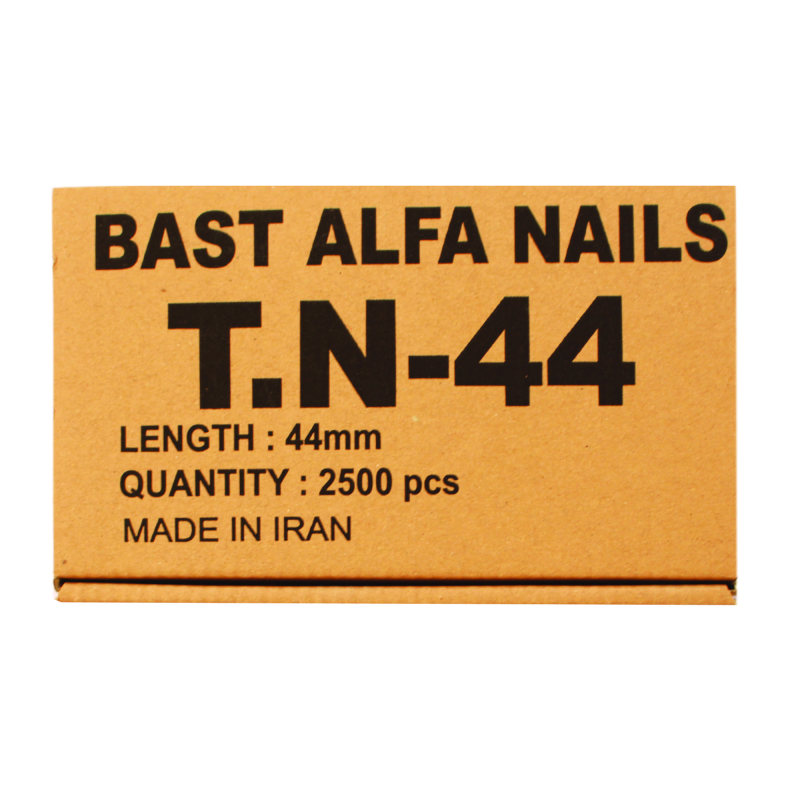 BAST ALFA NAILS
T.N-44
LENGTH : 44mm
QUANTITY : 2500 pcs
MADE IN IRAN